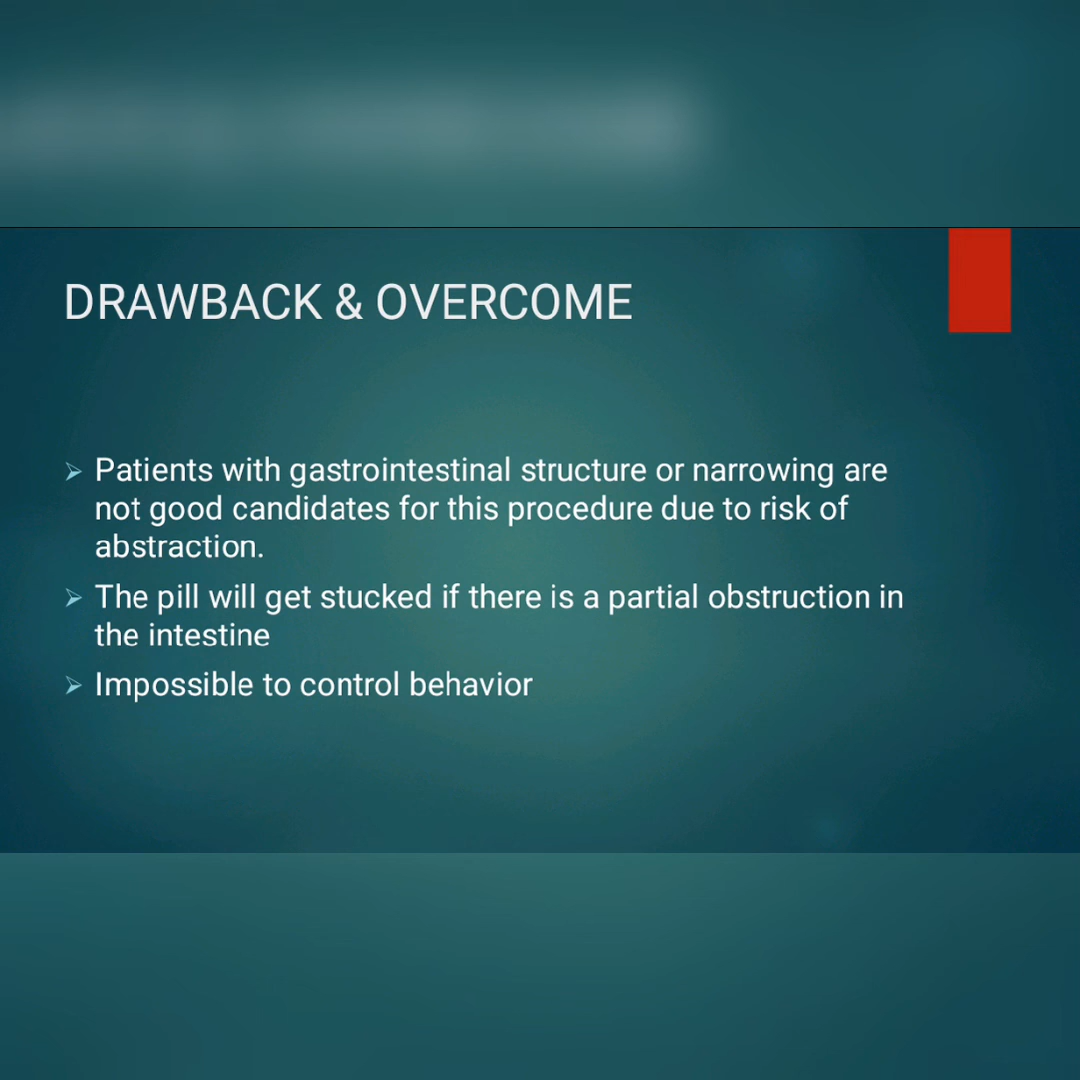 DRAWBACK & OVERCOME
Patients with gastrointestinal structure or narrowing are
not good candidates for this procedure due to risk of
abstraction.
The pill will get stucked if there is a partial obstruction in
the intestine
Impossible to control behavior